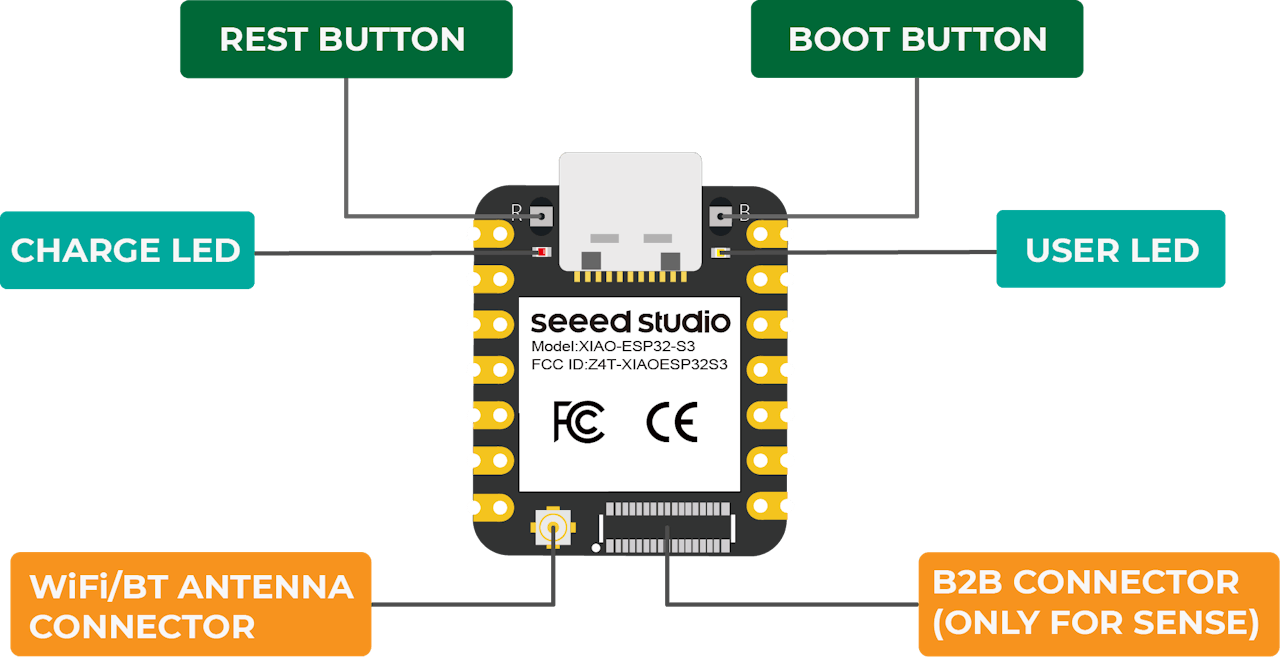 REST BUTTON
BOOT BUTTON
R
B
CHARGE LED
USER LED
seeed studio
Model:XIAO-ESP32-S3
FCC ID:Z4T-XIAOESP32S3
FC CE
WiFi/BT ANTENNA
CONNECTOR
B2B CONNECTOR
(ONLY FOR SENSE)